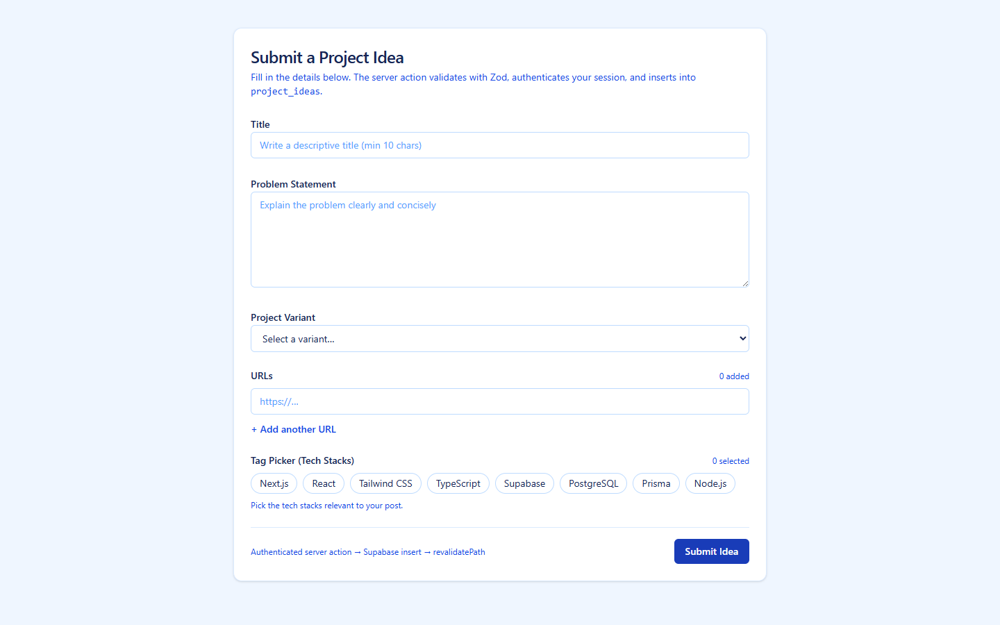 Submit a Project Idea
Fill in the details below. The server action validates with Zod, authenticates your session, and inserts into
project_ideas.
Title
Write a descriptive title (min 10 chars)
Problem Statement
Explain the problem clearly and concisely
Project Variant
Select a variant...
URLs
0 added
https://...
+ Add another URL
Tag Picker (Tech Stacks)
0 selected
Next.js React Tailwind CSS TypeScript Supabase PostgreSQL Prisma Node.js
Pick the tech stacks relevant to your post.
Authenticated server action → Supabase insert → revalidatePath
Submit Idea